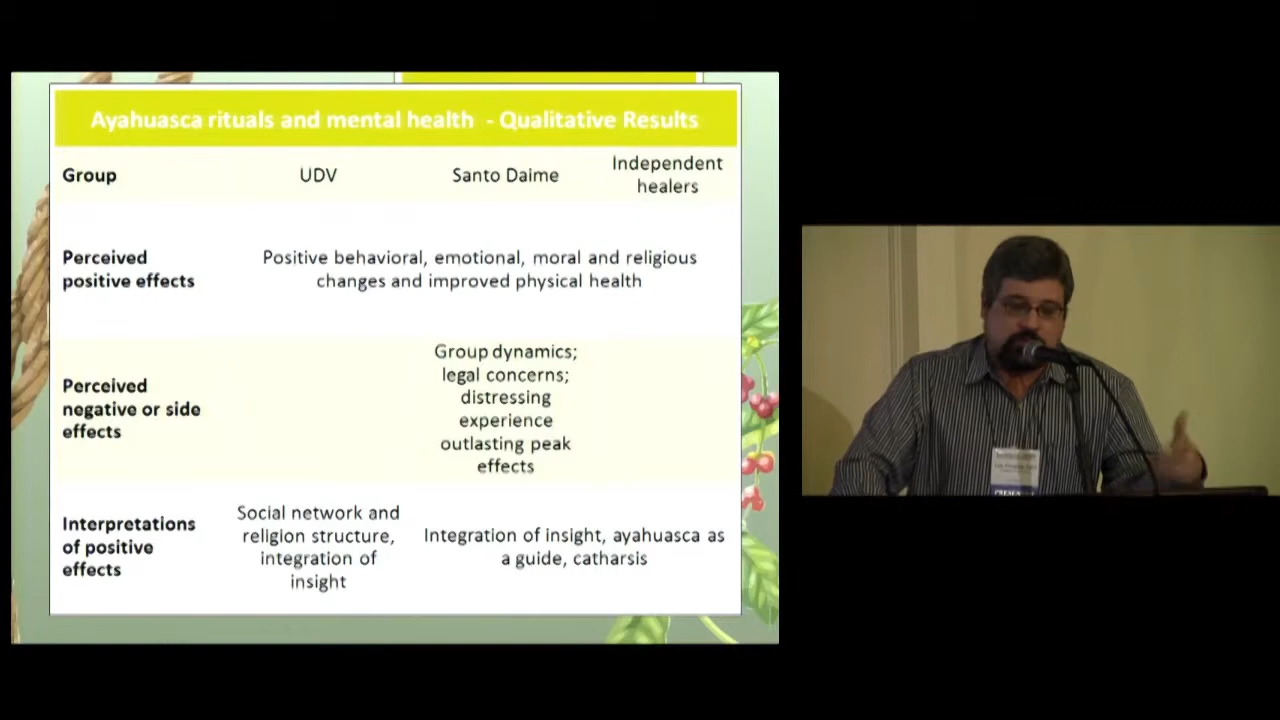 Ayahuasca rituals and mental health - Qualitative Results
Group
UDV
Santo Daime
Independent
healers
Perceived
positive effects
Positive behavioral, emotional, moral and religious
changes and improved physical health
Perceived
negative or side
effects
Group dynamics;
legal concerns;
distressing
experience
outlasting peak
effects
Interpretations
of positive
effects
Social network and
religion structure,
integration of
insight
Integration of insight, ayahuasca as
a guide, catharsis